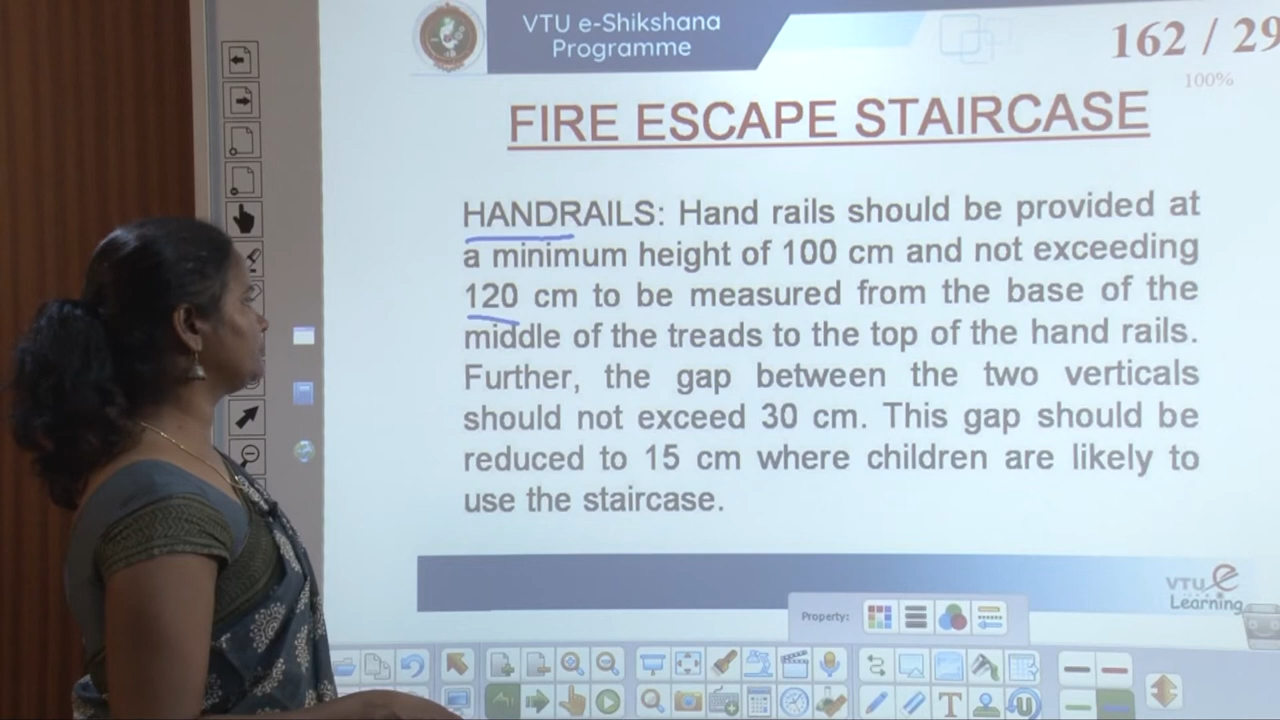 VTU e-Shikshana
Programme
162 / 29
100%
FIRE ESCAPE STAIRCASE
HANDRAILS: Hand rails should be provided at
a minimum height of 100 cm and not exceeding
120 cm to be measured from the base of the
middle of the treads to the top of the hand rails.
Further, the gap between the two verticals
should not exceed 30 cm. This gap should be
reduced to 15 cm where children are likely to
use the staircase.
VTU e
Learning
Property: